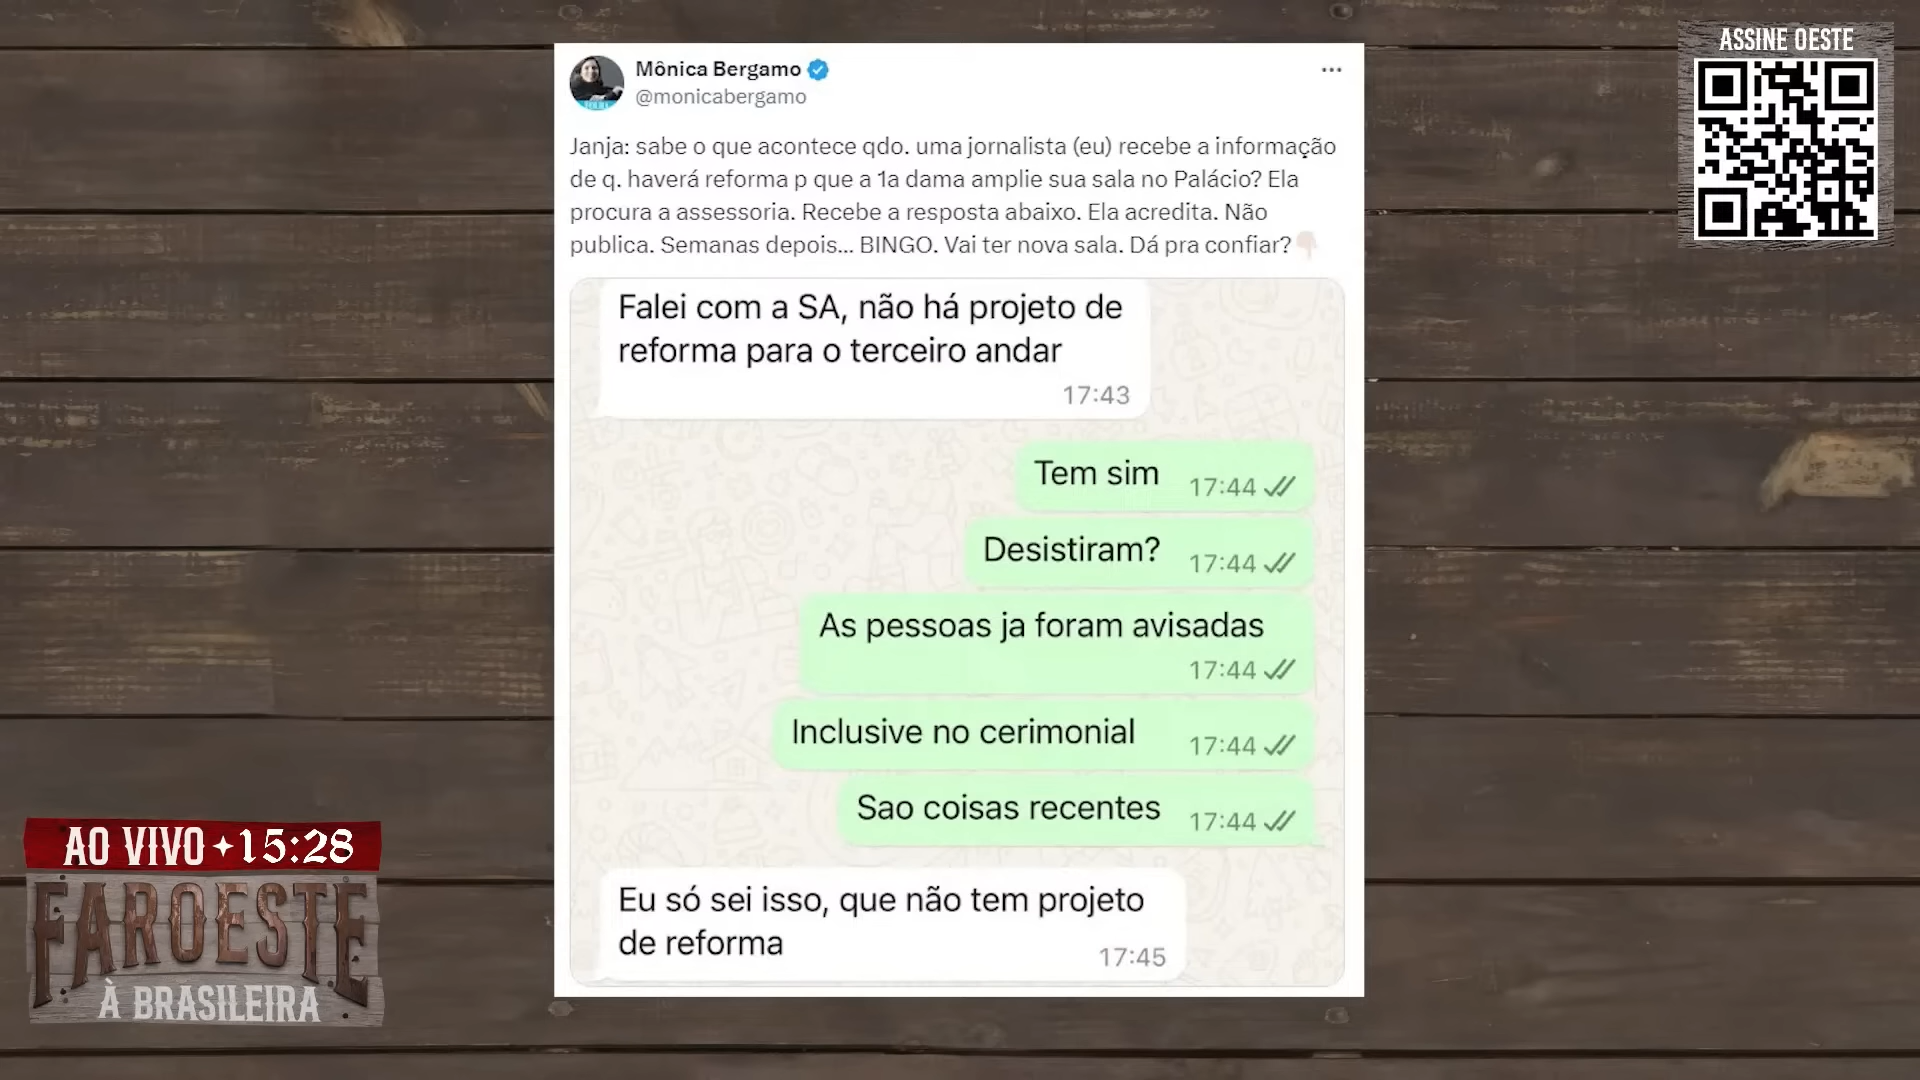 ASSINE OESTE
Mônica Bergamo
@monicabergamo
Janja: sabe o que acontece qdo. uma jornalista (eu) recebe a informação
de q. haverá reforma p que a 1a dama amplie sua sala no Palácio? Ela
procura a assessoria. Recebe a resposta abaixo. Ela acredita. Não
publica. Semanas depois... BINGO. Vai ter nova sala. Dá pra confiar?👇🏻
Falei com a SA, não há projeto de
reforma para o terceiro andar
17:43
Tem sim 17:44
Desistiram? 17:44
As pessoas ja foram avisadas
17:44
Inclusive no cerimonial 17:44
Sao coisas recentes 17:44
Eu só sei isso, que não tem projeto
de reforma 17:45
AO VIVO 15:28
FAROESTE
À BRASILEIRA